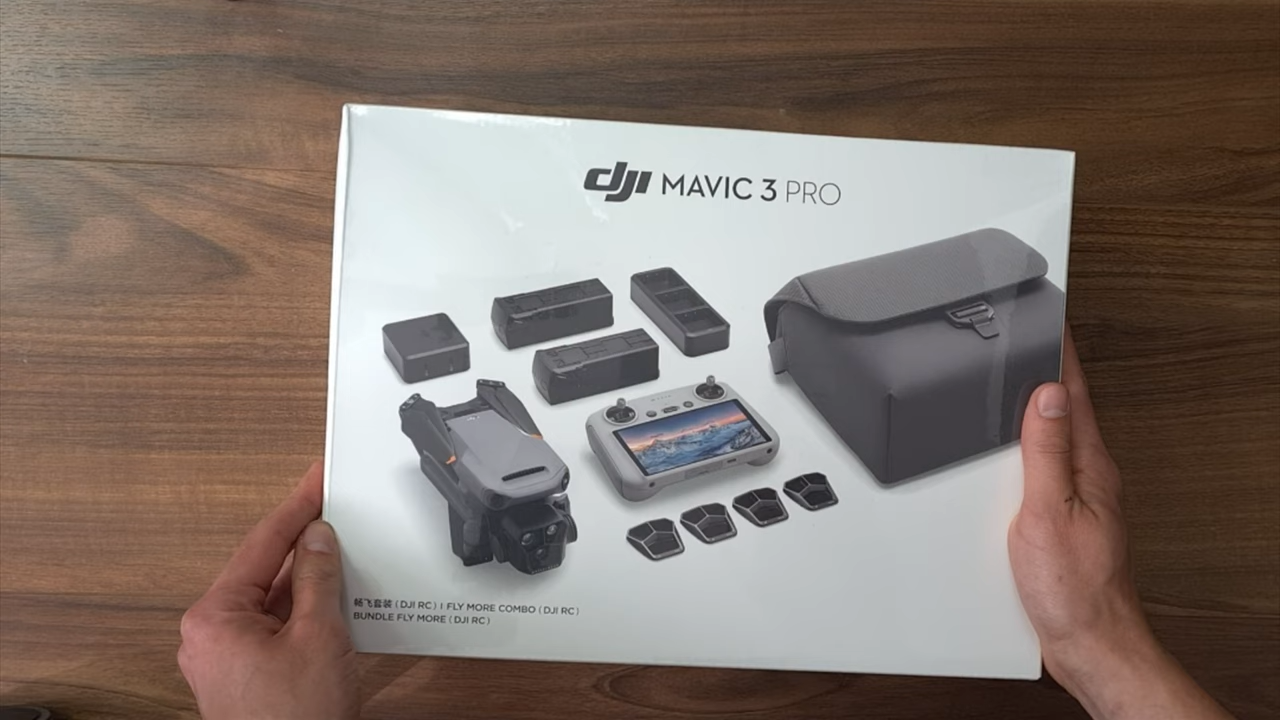 dji MAVIC 3 PRO
畅飞套装 (DJI RC) | FLY MORE COMBO (DJI RC)
BUNDLE FLY MORE (DJI RC)